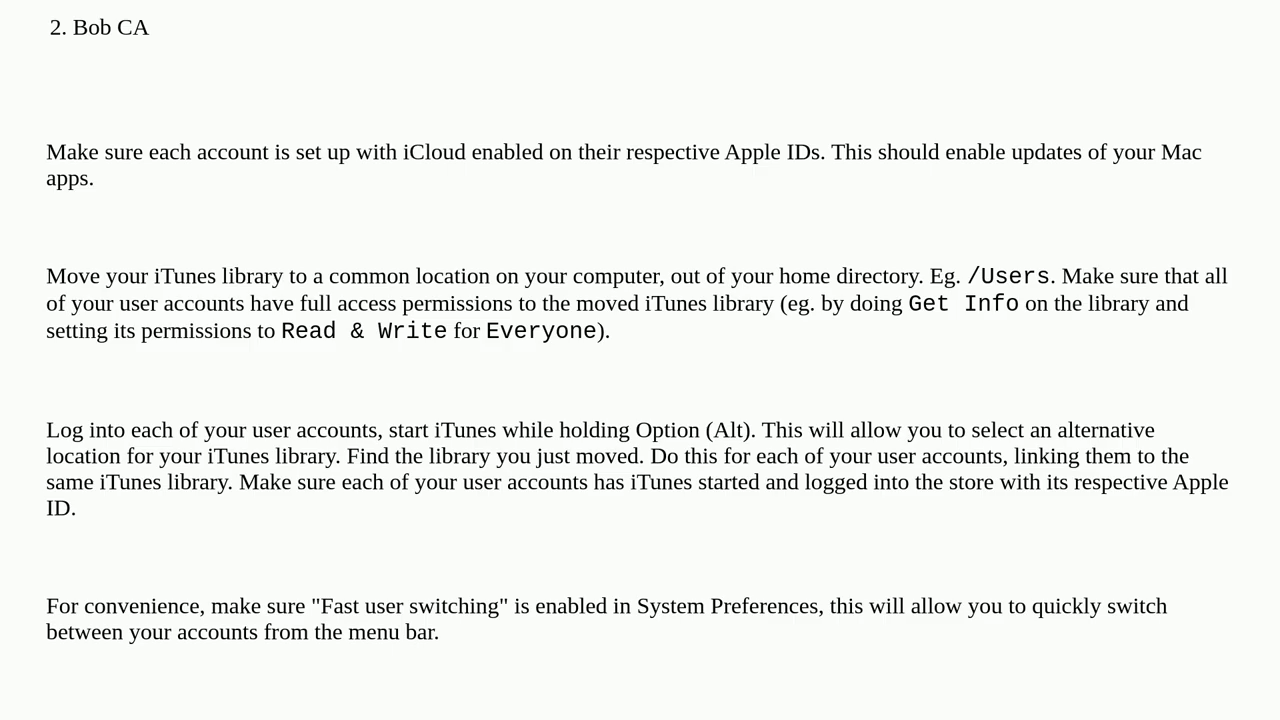 2. Bob CA
Make sure each account is set up with iCloud enabled on their respective Apple IDs. This should enable updates of your Mac
apps.
Move your iTunes library to a common location on your computer, out of your home directory. Eg. /Users. Make sure that all
of your user accounts have full access permissions to the moved iTunes library (eg. by doing Get Info on the library and
setting its permissions to Read & Write for Everyone).
Log into each of your user accounts, start iTunes while holding Option (Alt). This will allow you to select an alternative
location for your iTunes library. Find the library you just moved. Do this for each of your user accounts, linking them to the
same iTunes library. Make sure each of your user accounts has iTunes started and logged into the store with its respective Apple
ID.
For convenience, make sure "Fast user switching" is enabled in System Preferences, this will allow you to quickly switch
between your accounts from the menu bar.